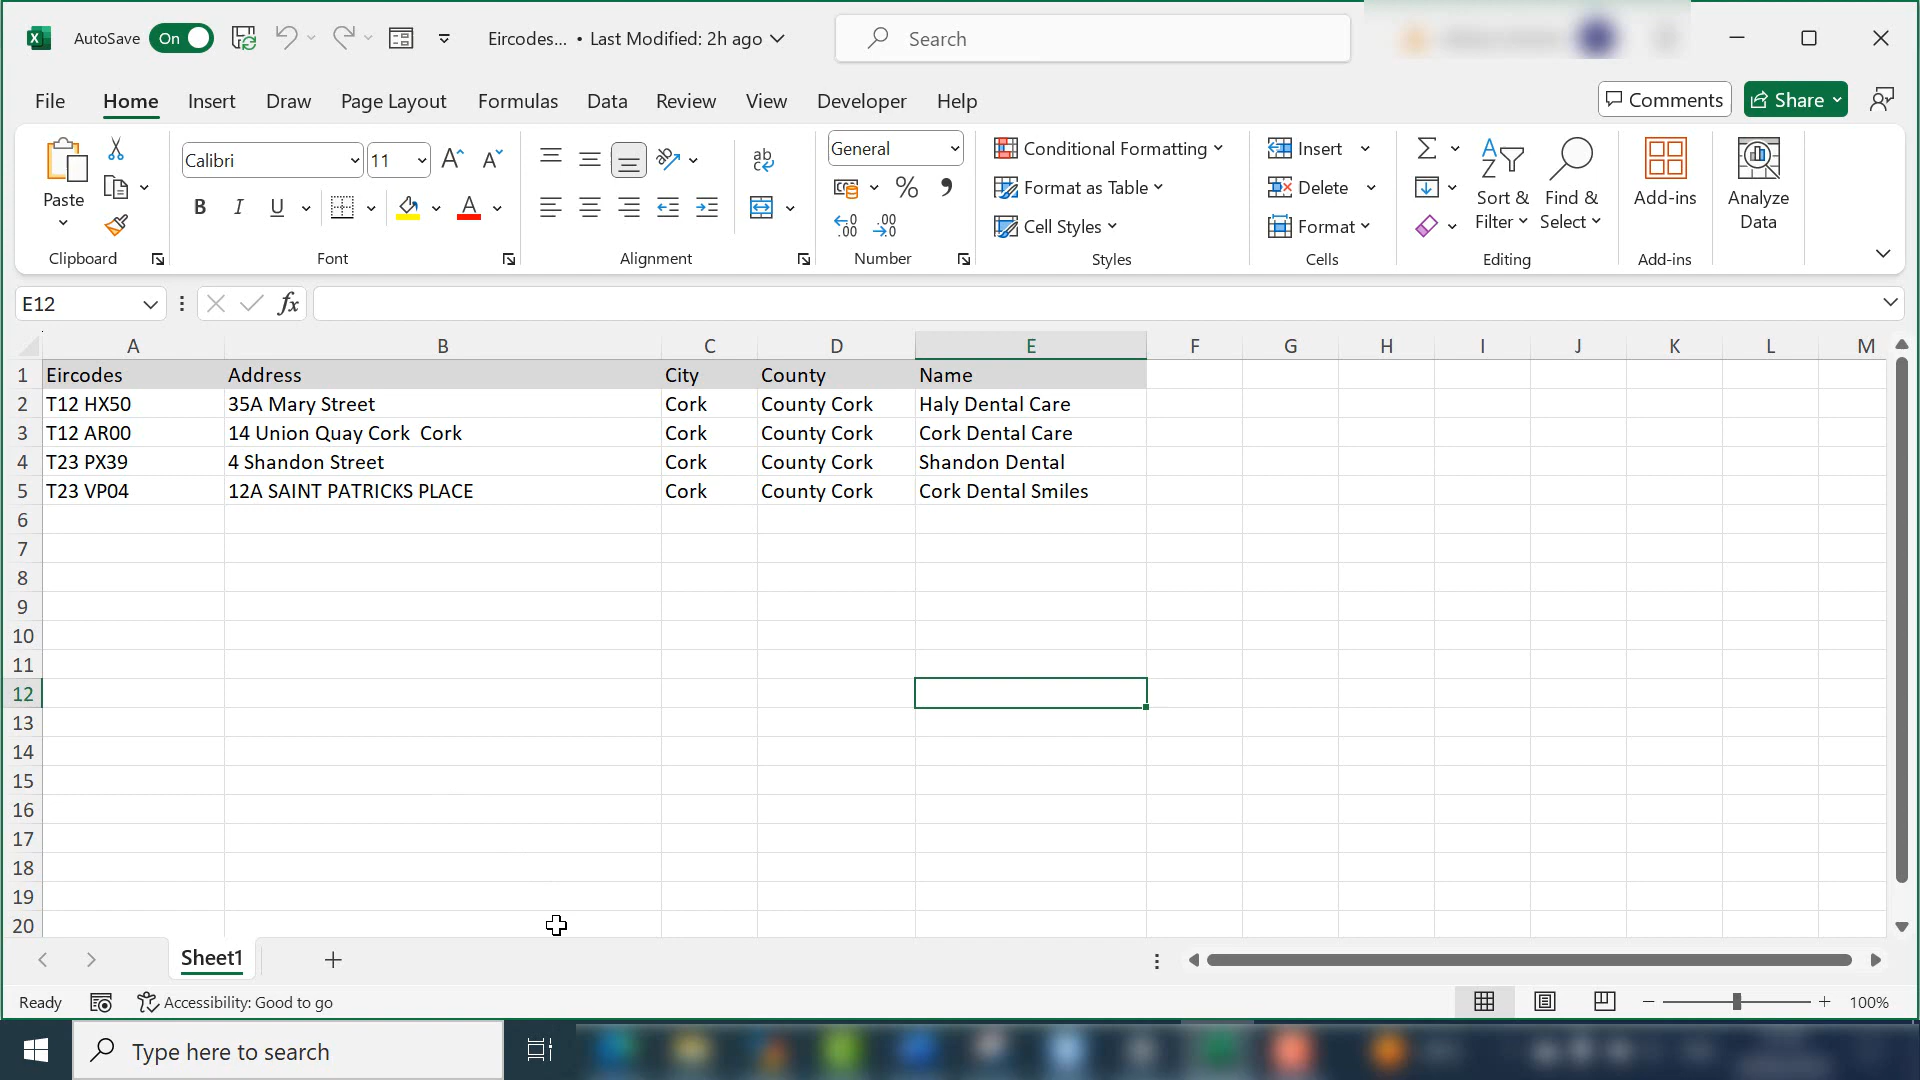 AutoSave On Eircodes... • Last Modified: 2h ago Search
File Home Insert Draw Page Layout Formulas Data Review View Developer Help Comments Share
Paste Calibri 11 General Conditional Formatting Format as Table Cell Styles Insert Delete Format Sort & Filter Find & Select Add-ins Analyze Data
Clipboard Font Alignment Number Styles Cells Editing Add-ins
E12 fx
A B C D E F G H I J K L M
1 Eircodes Address City County Name
2 T12 HX50 35A Mary Street Cork County Cork Haly Dental Care
3 T12 AR00 14 Union Quay Cork  Cork Cork County Cork Cork Dental Care
4 T23 PX39 4 Shandon Street Cork County Cork Shandon Dental
5 T23 VP04 12A SAINT PATRICKS PLACE Cork County Cork Cork Dental Smiles
6
7
8
9
10
11
12
13
14
15
16
17
18
19
20
Sheet1
Ready Accessibility: Good to go 100%
Type here to search